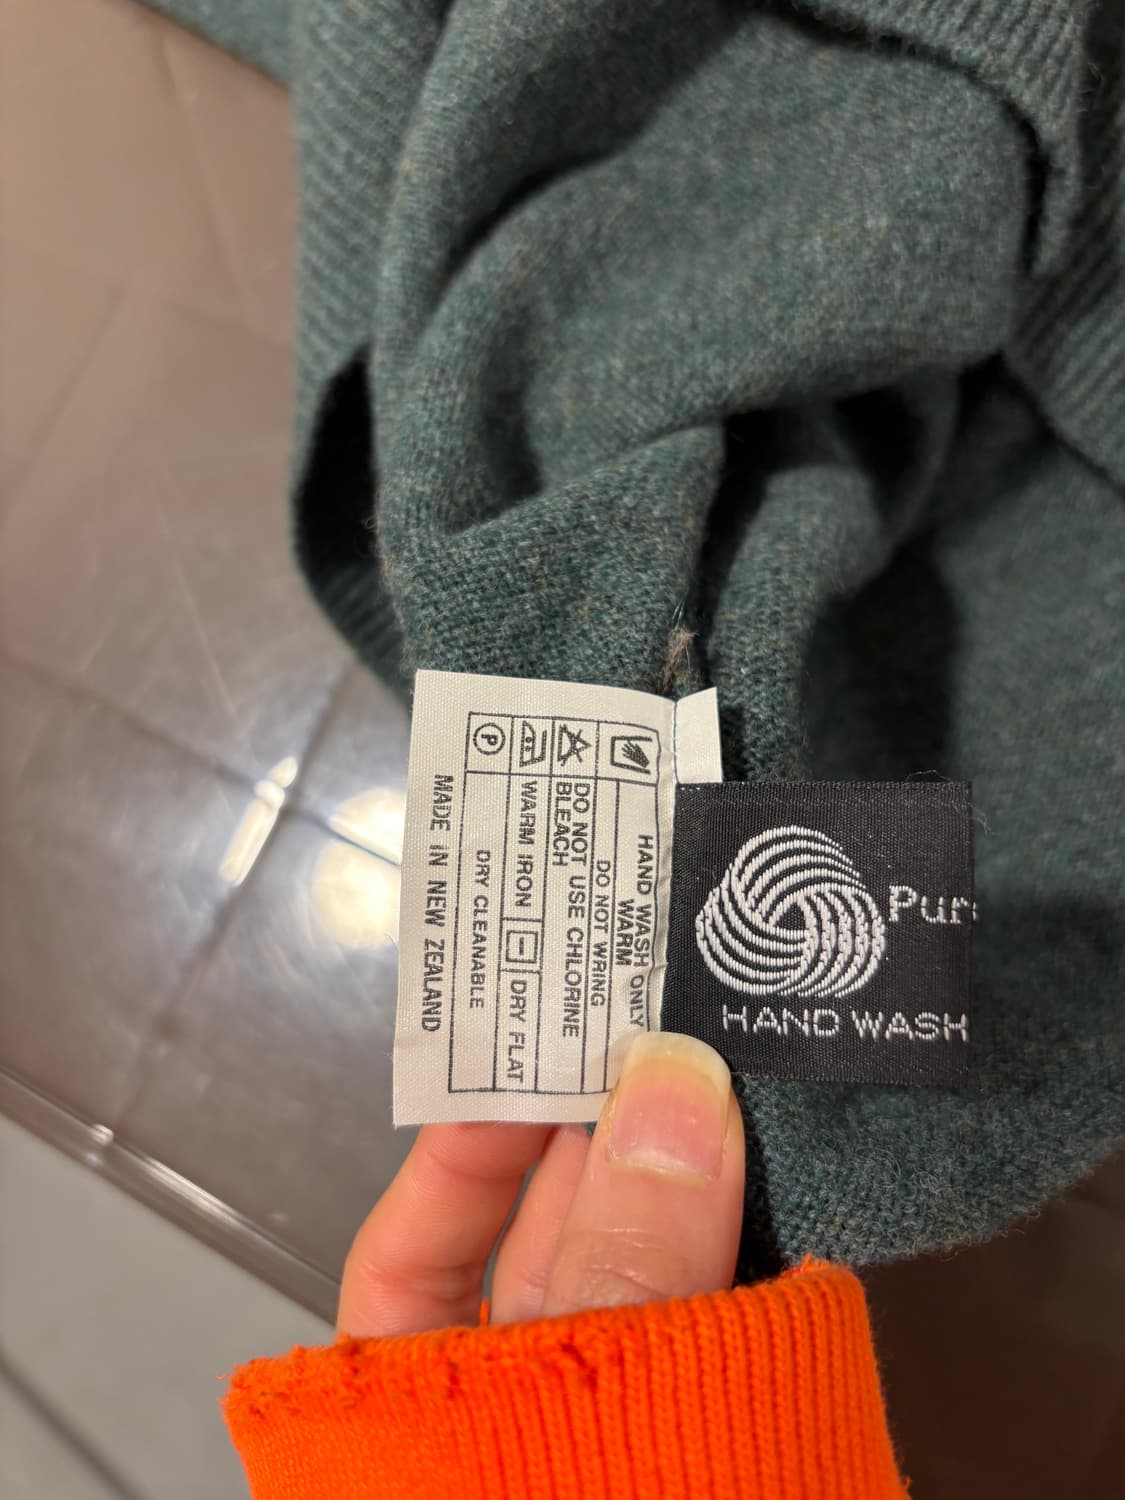 HAND WASH ONLY
WARM
DO NOT WRING
DO NOT USE CHLORINE
BLEACH
WARM IRON
DRY FLAT
P
DRY CLEANABLE
MADE IN NEW ZEALAND
HAND WASH